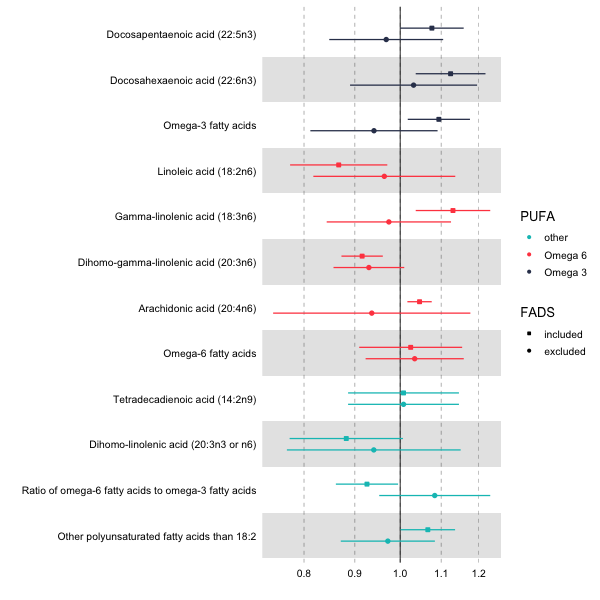 Docosapentaenoic acid (22:5n3)
Docosahexaenoic acid (22:6n3)
Omega-3 fatty acids
Linoleic acid (18:2n6)
Gamma-linolenic acid (18:3n6)
Dihomo-gamma-linolenic acid (20:3n6)
Arachidonic acid (20:4n6)
Omega-6 fatty acids
Tetradecadienoic acid (14:2n9)
Dihomo-linolenic acid (20:3n3 or n6)
Ratio of omega-6 fatty acids to omega-3 fatty acids
Other polyunsaturated fatty acids than 18:2
0.8 0.9 1.0 1.1 1.2
PUFA
other
Omega 6
Omega 3
FADS
included
excluded